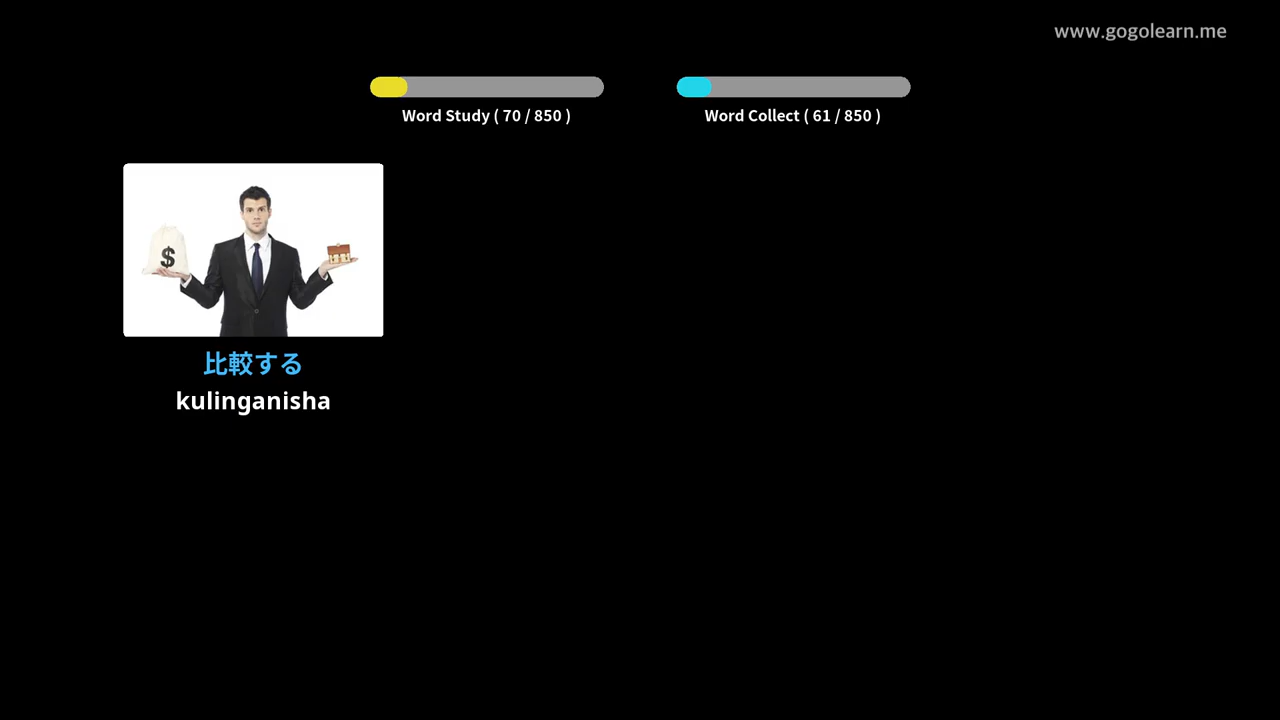 www.gogolearn.me
Word Study ( 70 / 850 )
Word Collect ( 61 / 850 )
$
比較する
kulinganisha